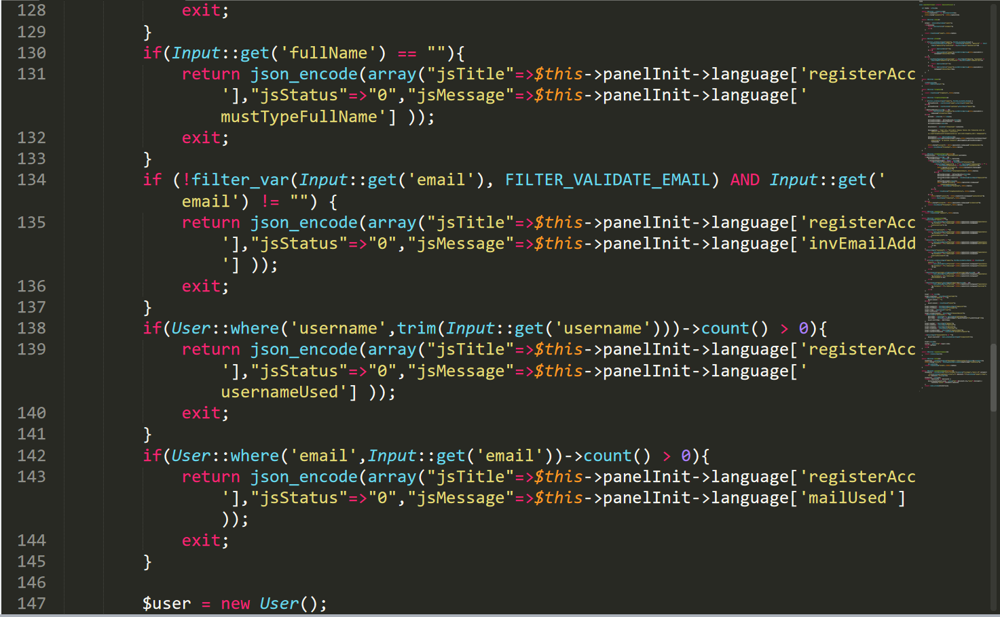 128 exit;
129 }
130 if(Input::get('fullName') == ""){
131 return json_encode(array("jsTitle"=>$this->panelInit->language['registerAcc
'],"jsStatus"=>"0","jsMessage"=>$this->panelInit->language['
mustTypeFullName'] ));
132 exit;
133 }
134 if (!filter_var(Input::get('email'), FILTER_VALIDATE_EMAIL) AND Input::get('
email') != "") {
135 return json_encode(array("jsTitle"=>$this->panelInit->language['registerAcc
'],"jsStatus"=>"0","jsMessage"=>$this->panelInit->language['invEmailAdd
'] ));
136 exit;
137 }
138 if(User::where('username',trim(Input::get('username')))->count() > 0){
139 return json_encode(array("jsTitle"=>$this->panelInit->language['registerAcc
'],"jsStatus"=>"0","jsMessage"=>$this->panelInit->language['
usernameUsed'] ));
140 exit;
141 }
142 if(User::where('email',Input::get('email'))->count() > 0){
143 return json_encode(array("jsTitle"=>$this->panelInit->language['registerAcc
'],"jsStatus"=>"0","jsMessage"=>$this->panelInit->language['mailUsed']
));
144 exit;
145 }
146
147 $user = new User();